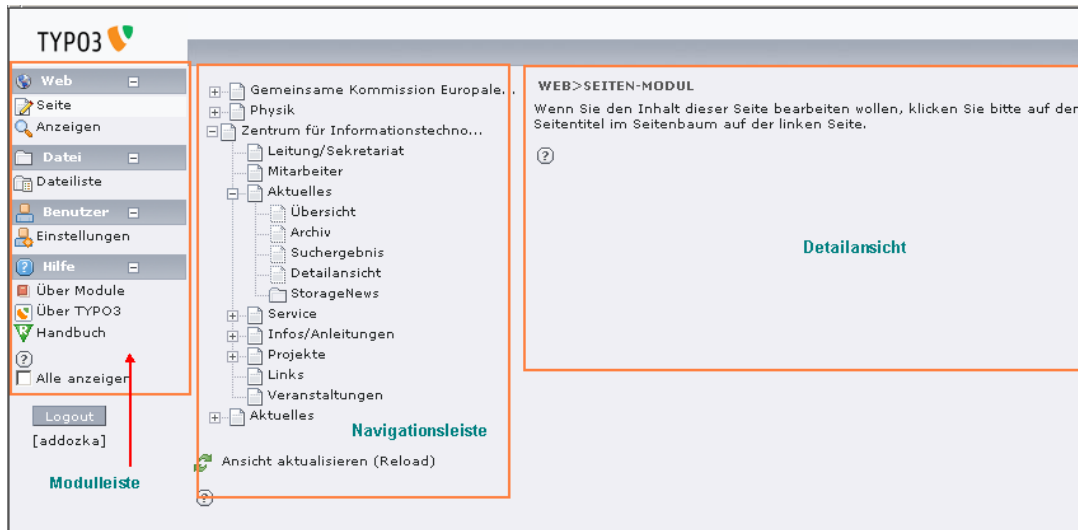 TYPO3
Web
Seite
Anzeigen
Datei
Dateiliste
Benutzer
Einstellungen
Hilfe
Über Module
Über TYPO3
Handbuch
?
Alle anzeigen
Logout
[addozka]
Modulleiste
Gemeinsame Kommission Europale...
Physik
Zentrum für Informationstechno...
Leitung/Sekretariat
Mitarbeiter
Aktuelles
Übersicht
Archiv
Suchergebnis
Detailansicht
StorageNews
Service
Infos/Anleitungen
Projekte
Links
Veranstaltungen
Aktuelles
Navigationsleiste
Ansicht aktualisieren (Reload)
?
WEB>SEITEN-MODUL
Wenn Sie den Inhalt dieser Seite bearbeiten wollen, klicken Sie bitte auf der
Seitentitel im Seitenbaum auf der linken Seite.
?
Detailansicht